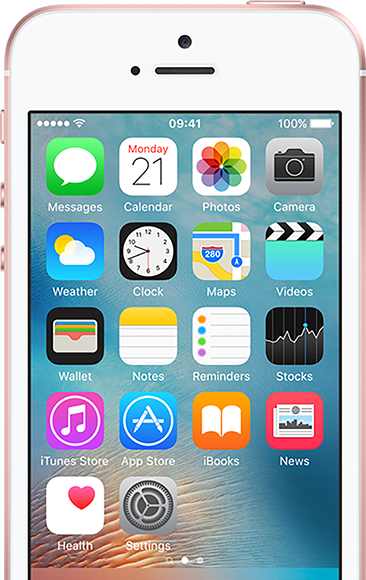 09:41 100%
Monday
21
Messages Calendar Photos Camera
280
Weather Clock Maps Videos
Wallet Notes Reminders Stocks
iTunes Store App Store iBooks News
Health Settings